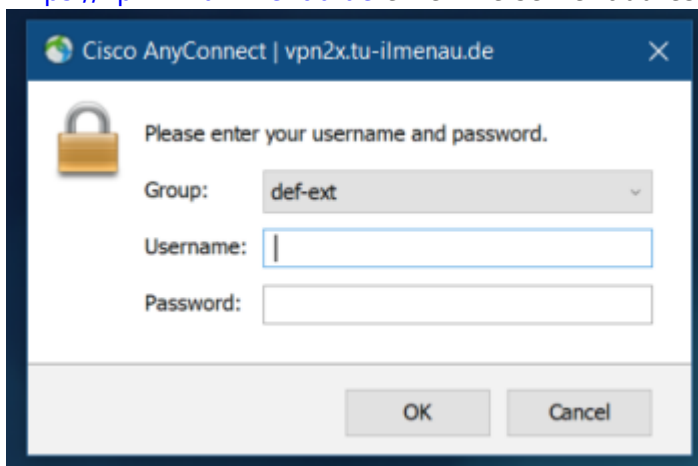 Cisco AnyConnect | vpn2x.tu-ilmenau.de
Please enter your username and password.
Group: def-ext
Username:
Password:
OK Cancel